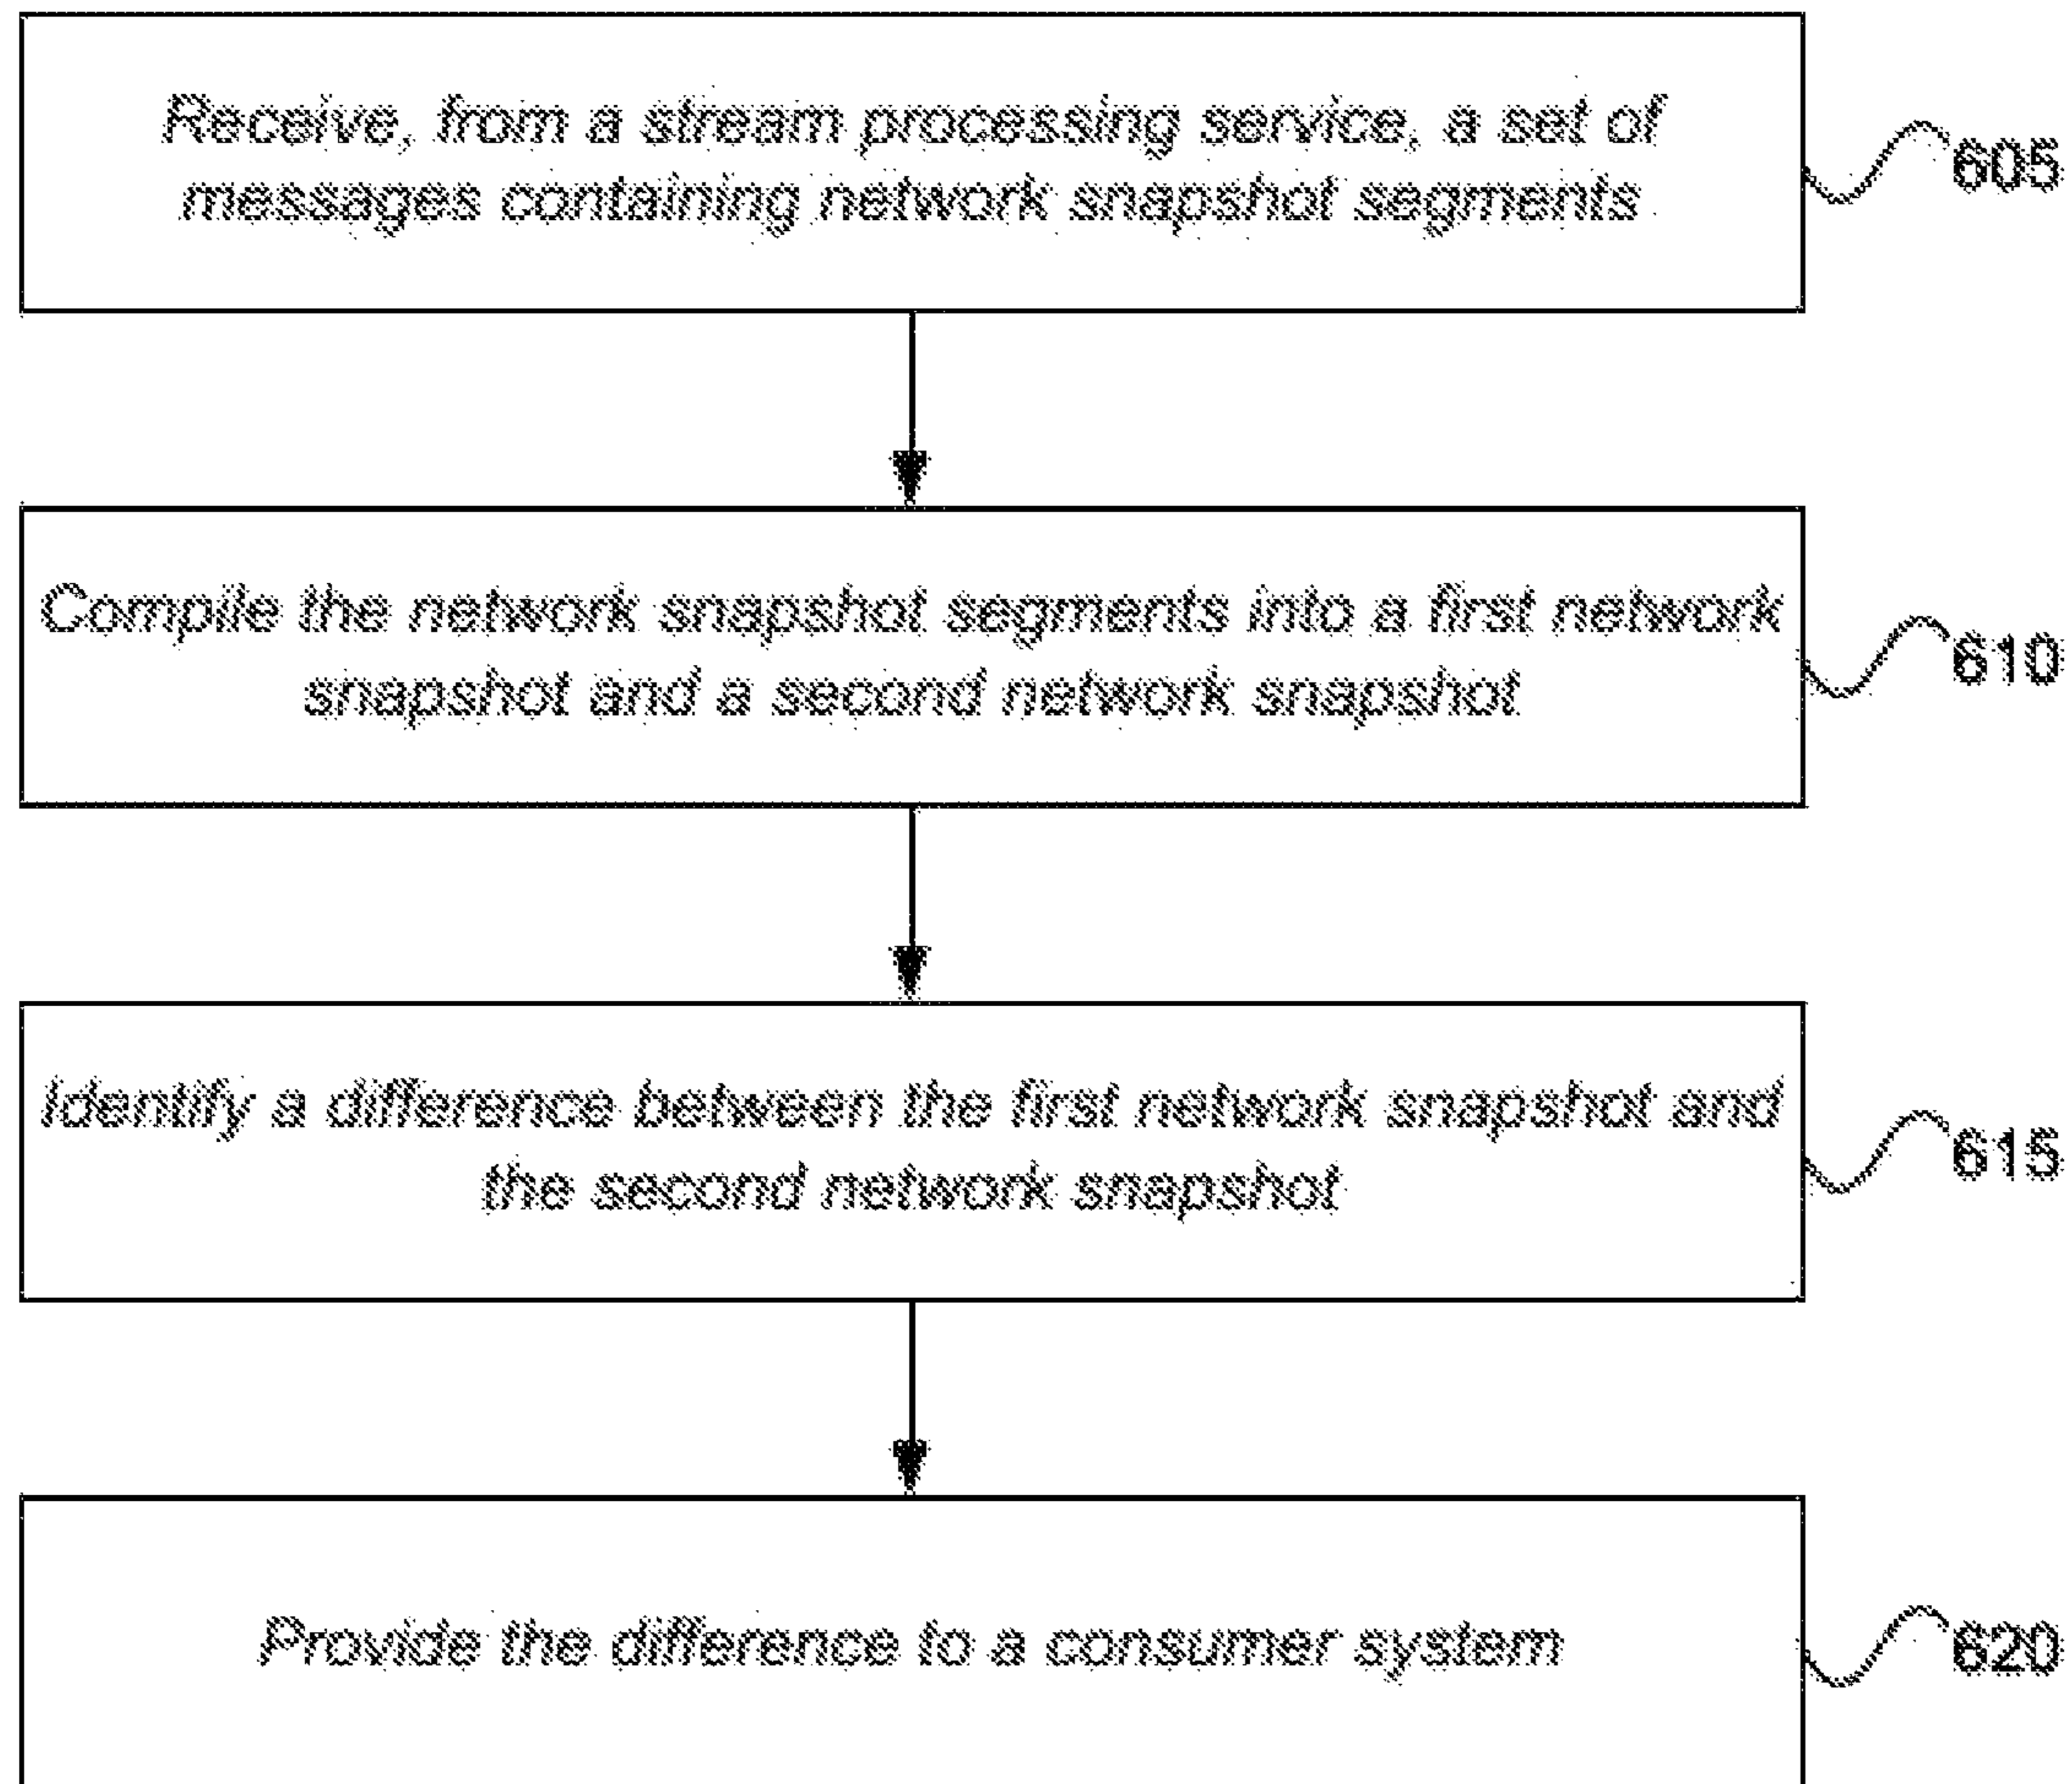 Receive, from a stream processing service, a set of
messages containing network snapshot segments
605
Compile the network snapshot segments into a first network
snapshot and a second network snapshot
610
Identify a difference between the first network snapshot and
the second network snapshot
615
Provide the difference to a consumer system
620